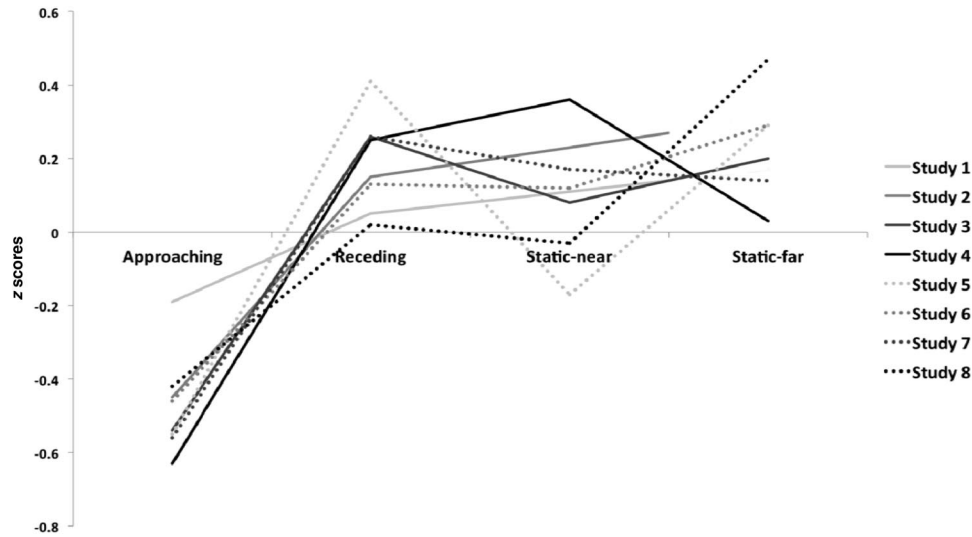 0.6
0.4
0.2
0
-0.2
-0.4
-0.6
-0.8
z scores
Approaching
Receding
Static-near
Static-far
Study 1
Study 2
Study 3
Study 4
Study 5
Study 6
Study 7
Study 8